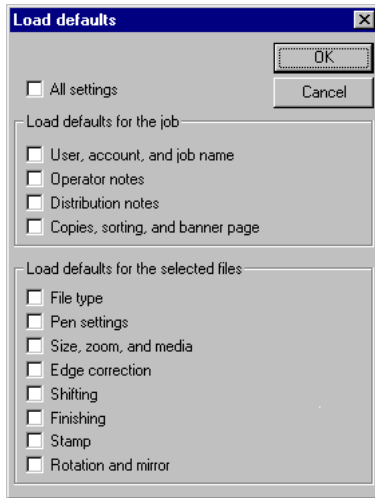 Load defaults
OK
All settings
Cancel
Load defaults for the job
User, account, and job name
Operator notes
Distribution notes
Copies, sorting, and banner page
Load defaults for the selected files
File type
Pen settings
Size, zoom, and media
Edge correction
Shifting
Finishing
Stamp
Rotation and mirror